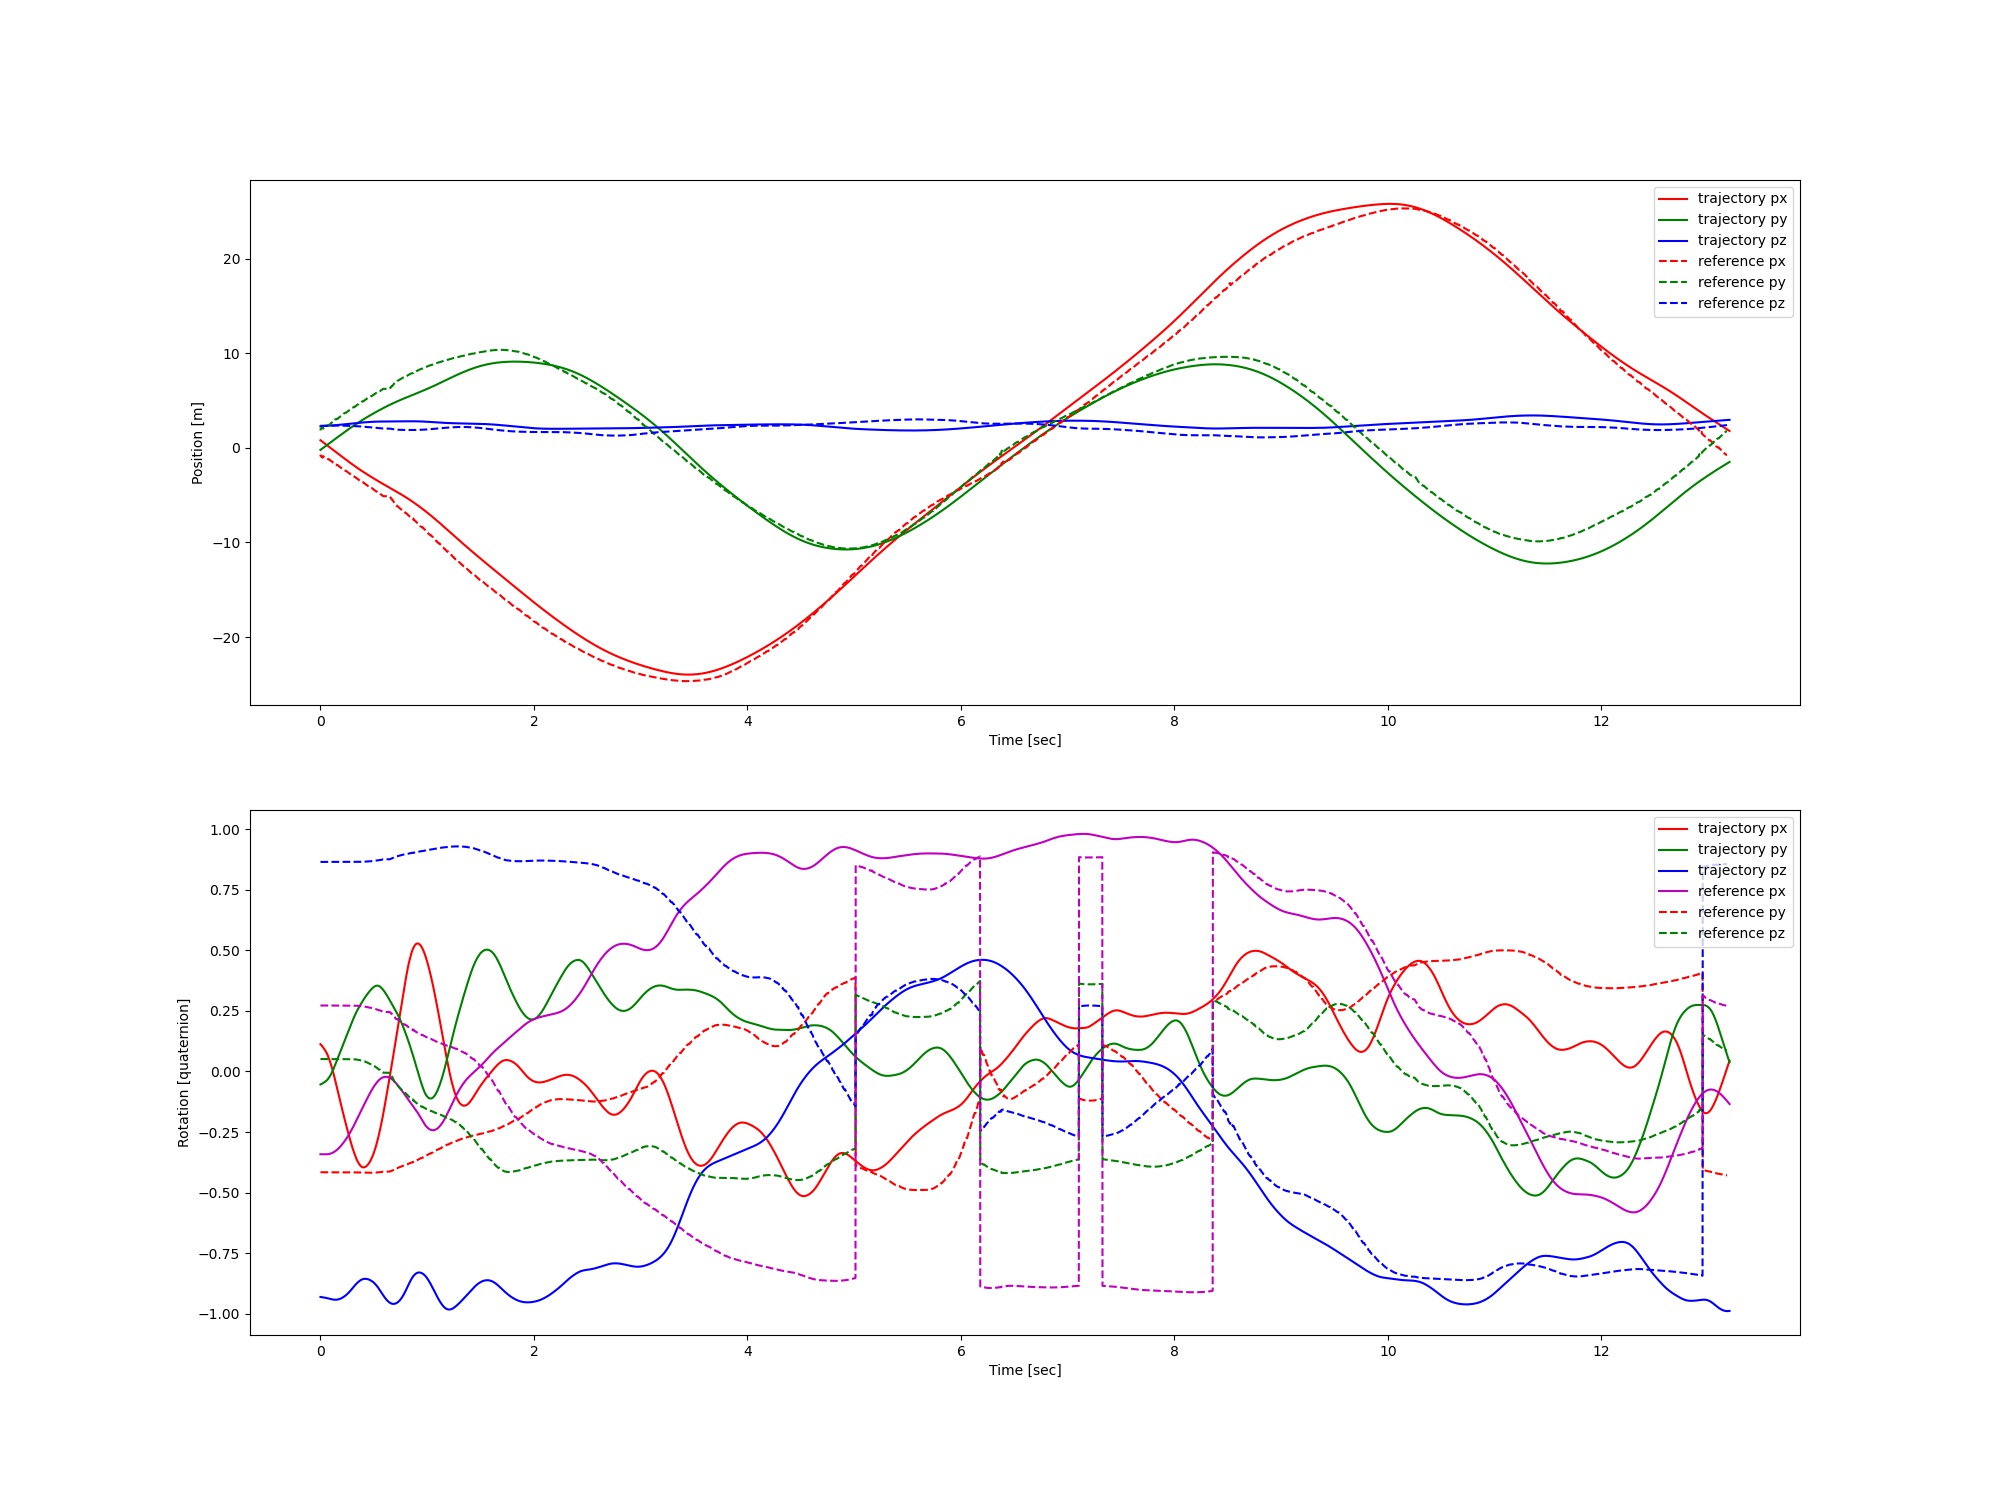 trajectory px
trajectory py
trajectory pz
reference px
reference py
reference pz
20
10
0
−10
−20
Position [m]
0 2 4 6 8 10 12
Time [sec]
trajectory px
trajectory py
trajectory pz
reference px
reference py
reference pz
1.00
0.75
0.50
0.25
0.00
−0.25
−0.50
−0.75
−1.00
Rotation [quaternion]
0 2 4 6 8 10 12
Time [sec]